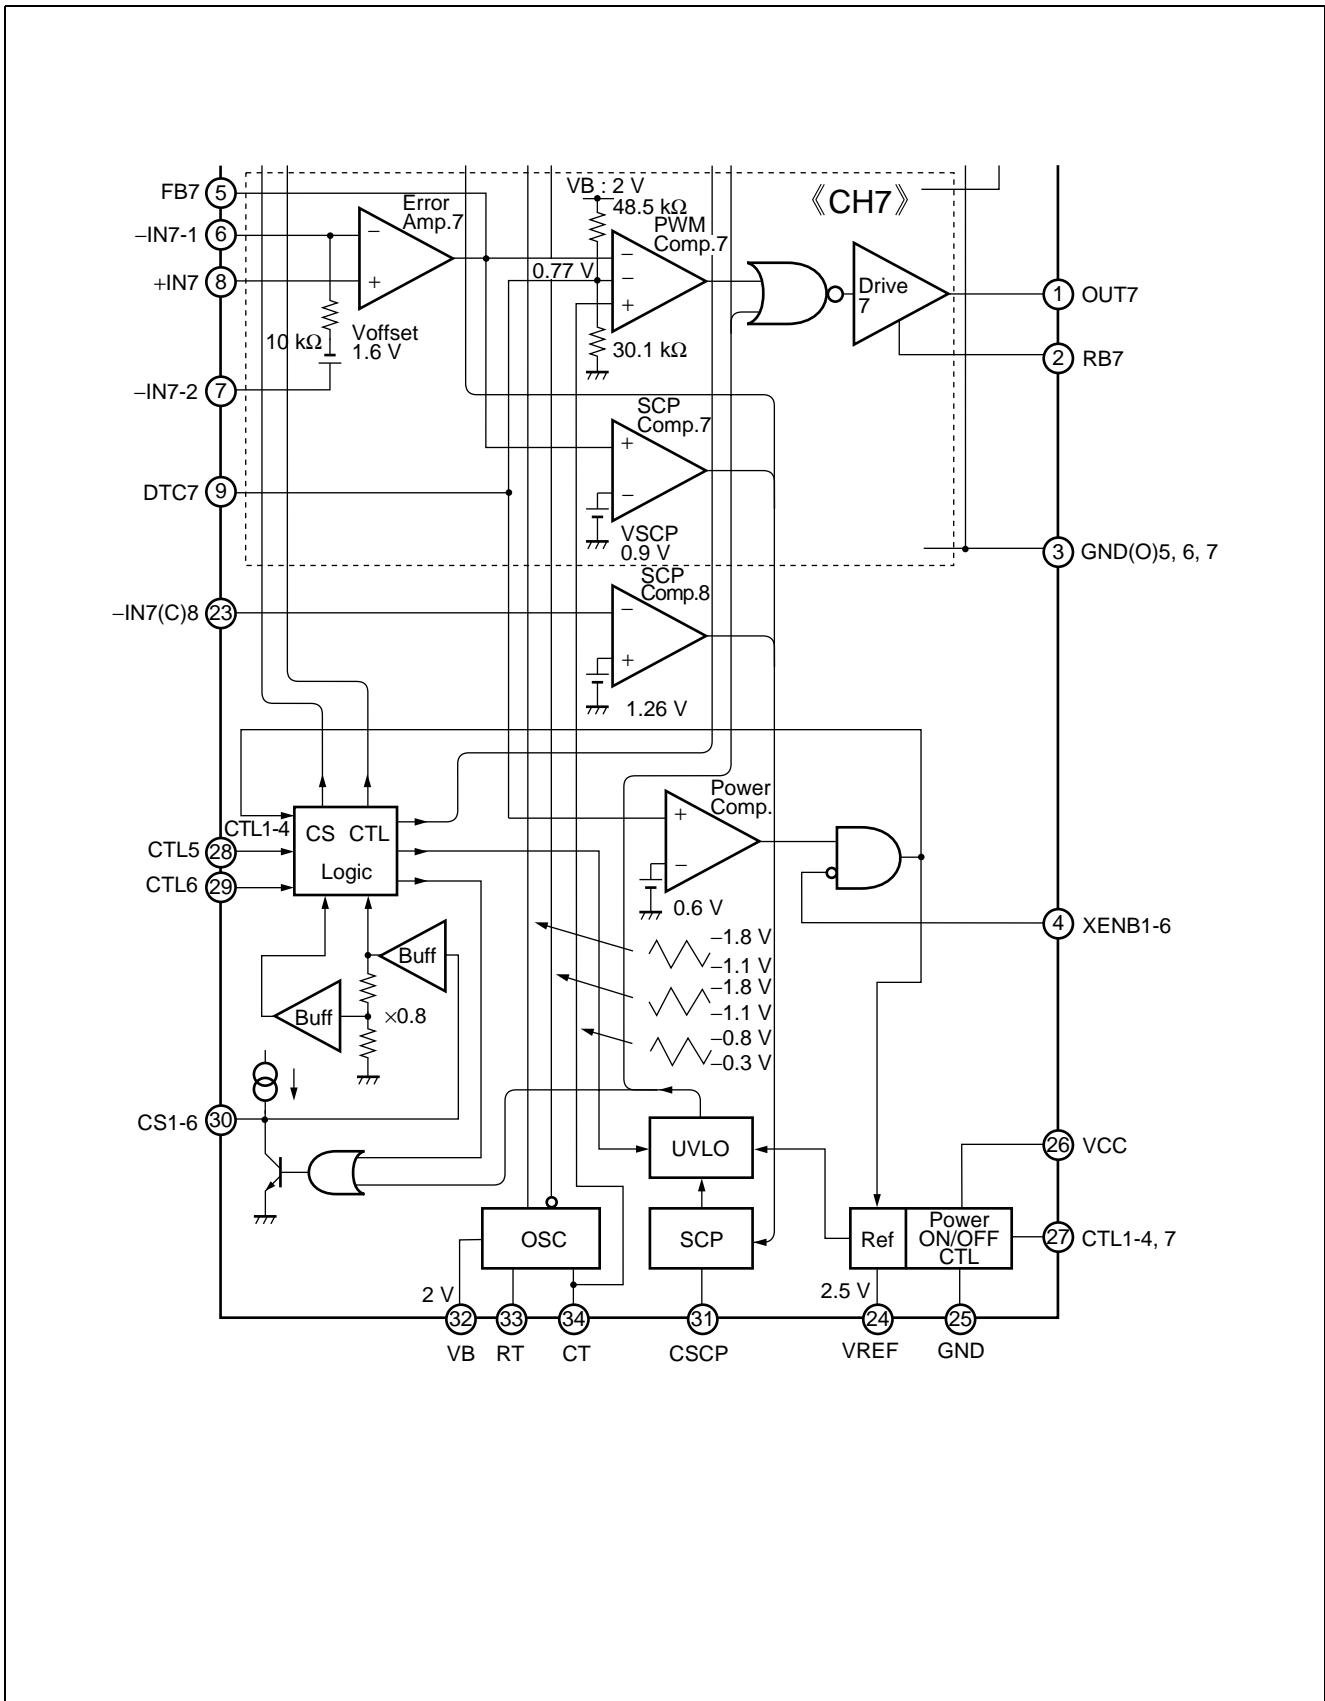 FB7 5
−IN7-1 6
+IN7 8
−IN7-2 7
DTC7 9
−IN7(C)8 23
Error
Amp.7
−
+
10 kΩ
Voffset
1.6 V
VB : 2 V
48.5 kΩ
0.77 V
PWM
Comp.7
−
−
+
30.1 kΩ
《CH7》
Drive
7
1 OUT7
2 RB7
SCP
Comp.7
+
−
VSCP
0.9 V
3 GND(O)5, 6, 7
SCP
Comp.8
−
+
1.26 V
CTL1-4
CTL5 28
CTL6 29
CS CTL
Logic
Power
Comp.
+
−
0.6 V
4 XENB1-6
Buff
Buff
×0.8
−1.8 V
−1.1 V
−1.8 V
−1.1 V
−0.8 V
−0.3 V
CS1-6 30
UVLO
26 VCC
OSC
SCP
Ref
Power
ON/OFF
CTL
27 CTL1-4, 7
2 V
2.5 V
32 33 34 31 24 25
VB RT CT CSCP VREF GND